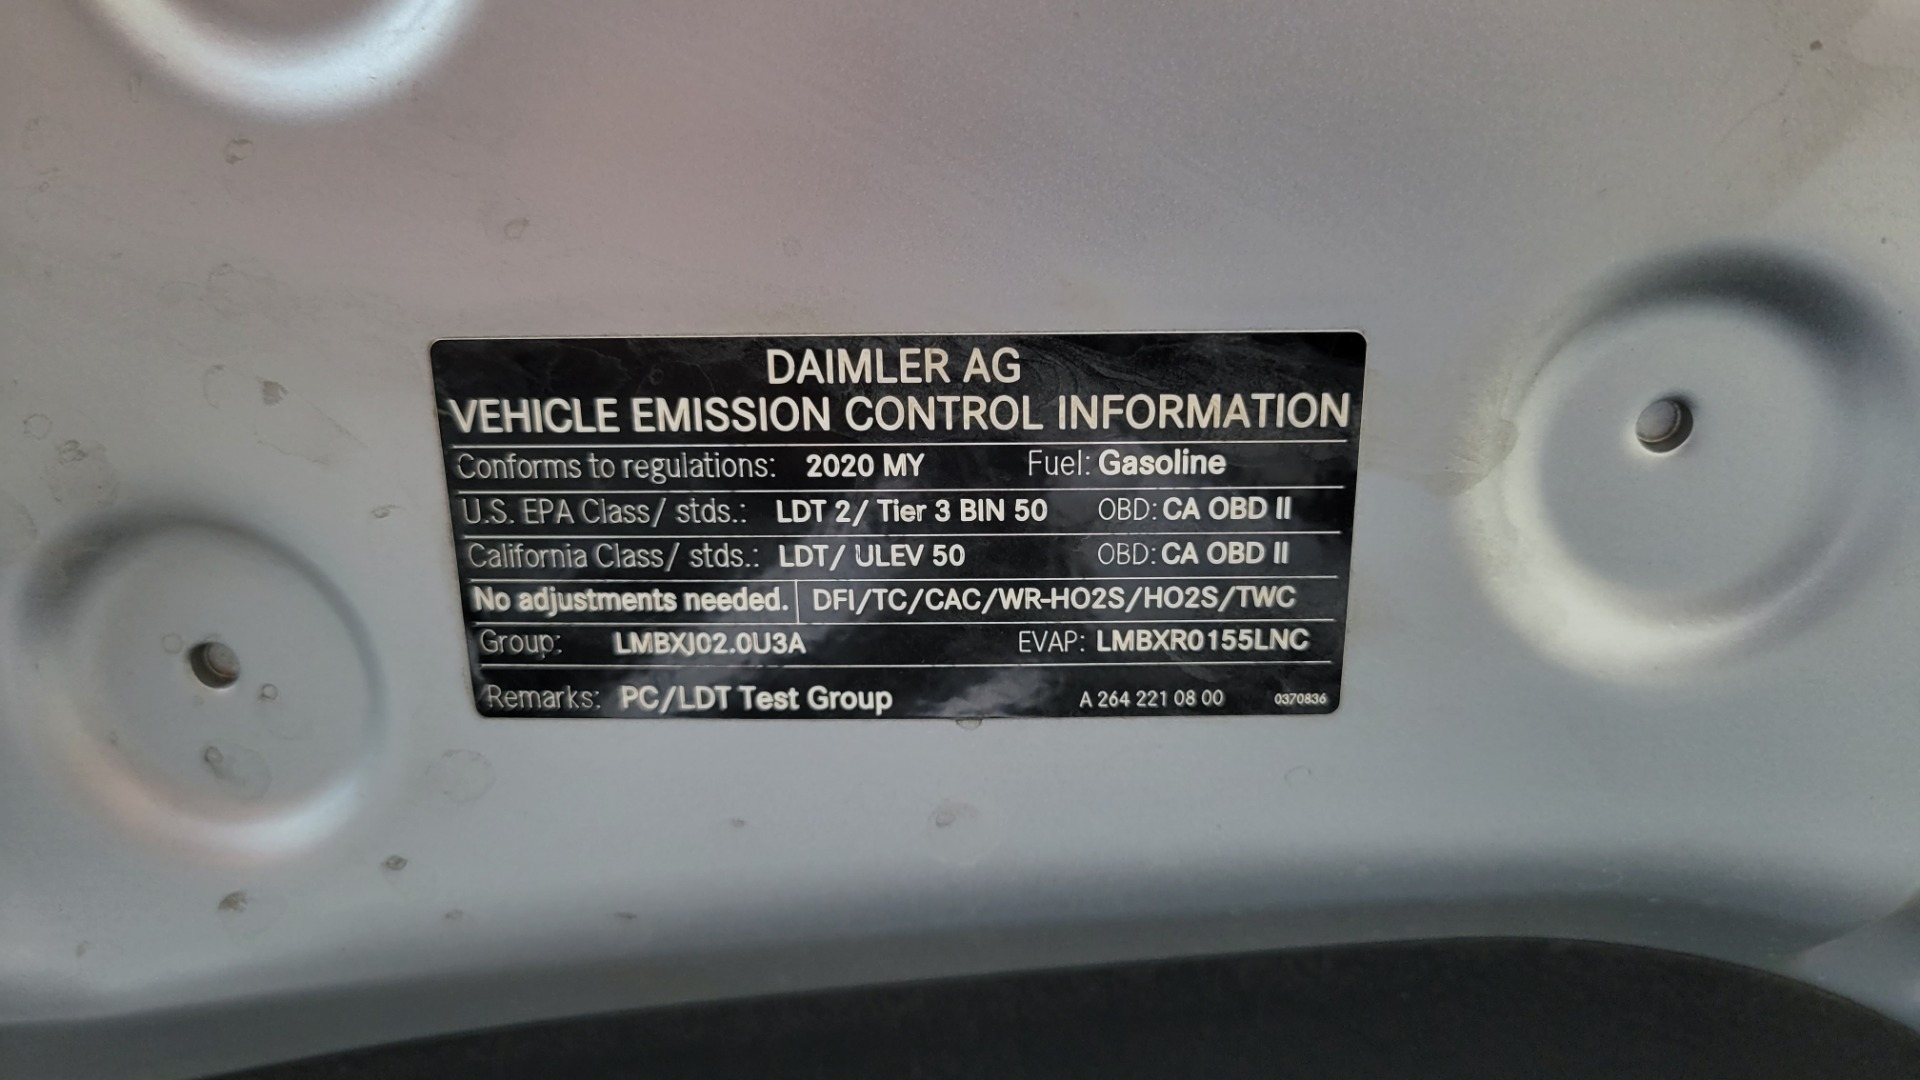 DAIMLER AG
VEHICLE EMISSION CONTROL INFORMATION
Conforms to regulations: 2020 MY Fuel: Gasoline
U.S. EPA Class/ stds.: LDT 2/ Tier 3 BIN 50 OBD: CA OBD II
California Class/ stds.: LDT/ ULEV 50 OBD: CA OBD II
No adjustments needed. DFI/TC/CAC/WR-HO2S/HO2S/TWC
Group: LMBXJ02.0U3A EVAP: LMBXR0155LNC
Remarks: PC/LDT Test Group A 264 221 08 00 0370836